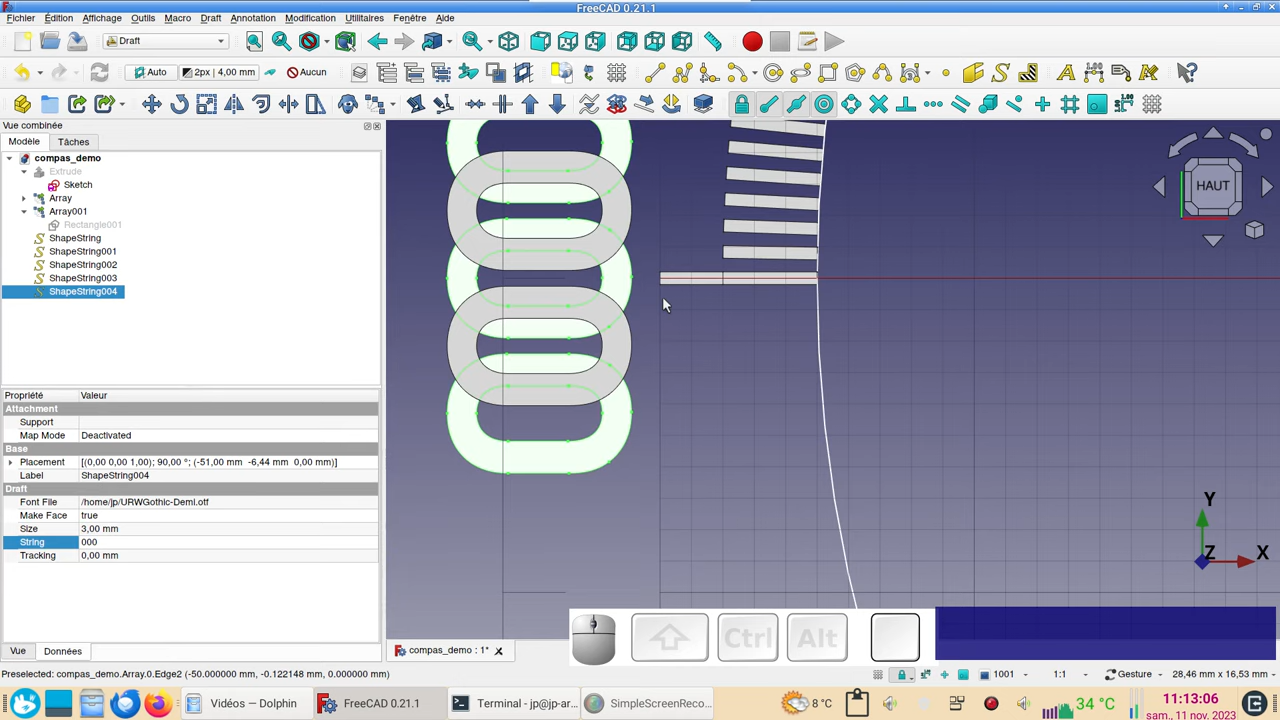 FreeCAD 0.21.1
Fichier Édition Affichage Outils Macro Draft Annotation Modification Utilitaires Fenêtre Aide
Draft
Auto 2px | 4,00 mm Aucun
Vue combinée
Modèle Tâches
compas_demo
Extrude
Sketch
Array
Array001
Rectangle001
ShapeString
ShapeString001
ShapeString002
ShapeString003
ShapeString004
HAUT
Propriété Valeur
Attachment
Support
Map Mode Deactivated
Base
Placement [(0,00 0,00 1,00); 90,00 °; (-51,00 mm -6,44 mm 0,00 mm)]
Label ShapeString004
Draft
Font File /home/jp/URWGothic-Demi.otf
Make Face true
Size 3,00 mm
String 000
Tracking 0,00 mm
Y
Z X
Ctrl Alt
Vue Données
compas_demo : 1*
Preselected: compas_demo.Array.0.Edge2 (-50.000000 mm, -0.122148 mm, 0.000000 mm)
1001 1:1 Gesture 28,46 mm × 16,53 mm
Vidéos — Dolphin FreeCAD 0.21.1 Terminal - jp@jp-ar... SimpleScreenReco... 8°C 34 °C 11:13:06
sam., 11 nov. 2023